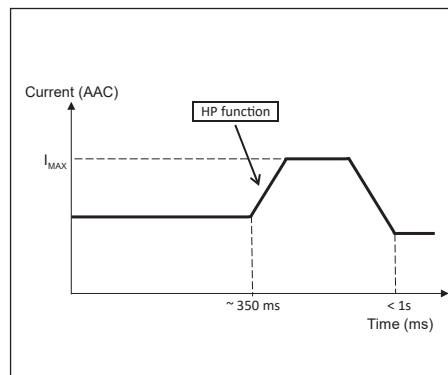 Current (AAC)
HP function
IMAX
~ 350 ms
< 1s
Time (ms)